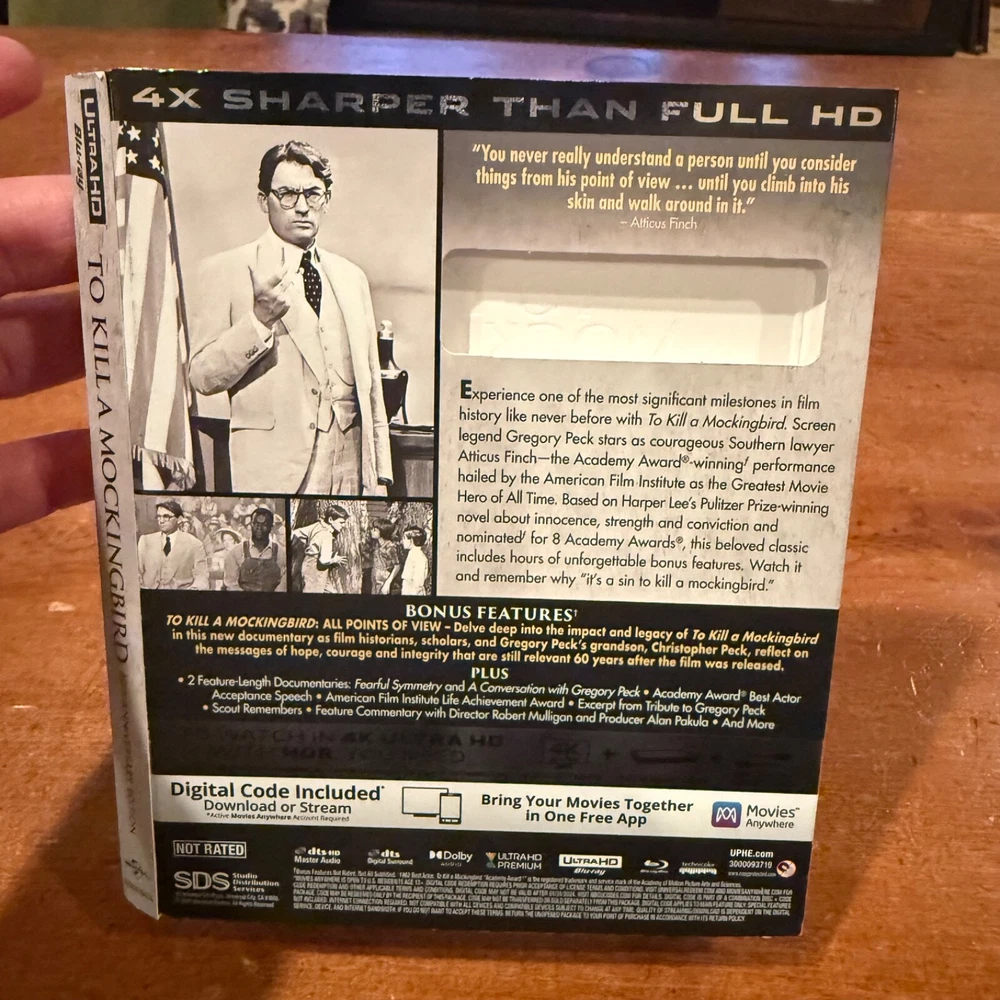 4X SHARPER THAN FULL HD
ULTRA HD
Blu-ray
TO KILL A MOCKINGBIRD
“You never really understand a person until you consider
things from his point of view ... until you climb into his
skin and walk around in it.”
– Atticus Finch
Experience one of the most significant milestones in film
history like never before with To Kill a Mockingbird. Screen
legend Gregory Peck stars as courageous Southern lawyer
Atticus Finch—the Academy Award®-winning† performance
hailed by the American Film Institute as the Greatest Movie
Hero of All Time. Based on Harper Lee’s Pulitzer Prize-winning
novel about innocence, strength and conviction and
nominated† for 8 Academy Awards®, this beloved classic
includes hours of unforgettable bonus features. Watch it
and remember why “it’s a sin to kill a mockingbird.”
BONUS FEATURES†
TO KILL A MOCKINGBIRD: ALL POINTS OF VIEW – Delve deep into the impact and legacy of To Kill a Mockingbird
in this new documentary as film historians, scholars, and Gregory Peck’s grandson, Christopher Peck, reflect on
the messages of hope, courage and integrity that are still relevant 60 years after the film was released.
PLUS
• 2 Feature-Length Documentaries: Fearful Symmetry and A Conversation with Gregory Peck • Academy Award® Best Actor
Acceptance Speech • American Film Institute Life Achievement Award • Excerpt from Tribute to Gregory Peck
• Scout Remembers • Feature Commentary with Director Robert Mulligan and Producer Alan Pakula • And More
WATCH IN 4K ULTRA HD
4K +
Digital Code Included*
Download or Stream
*Active Movies Anywhere Account Required
Bring Your Movies Together
in One Free App
Movies™
Anywhere
NOT RATED
dts-HD
Master Audio
dts
Digital Surround
Dolby
AUDIO
ULTRA HD
PREMIUM
ULTRA HD
Blu-ray
Blu-ray
technicolor
UPHE.com
3000093719
SDS Studio
Distribution
Services